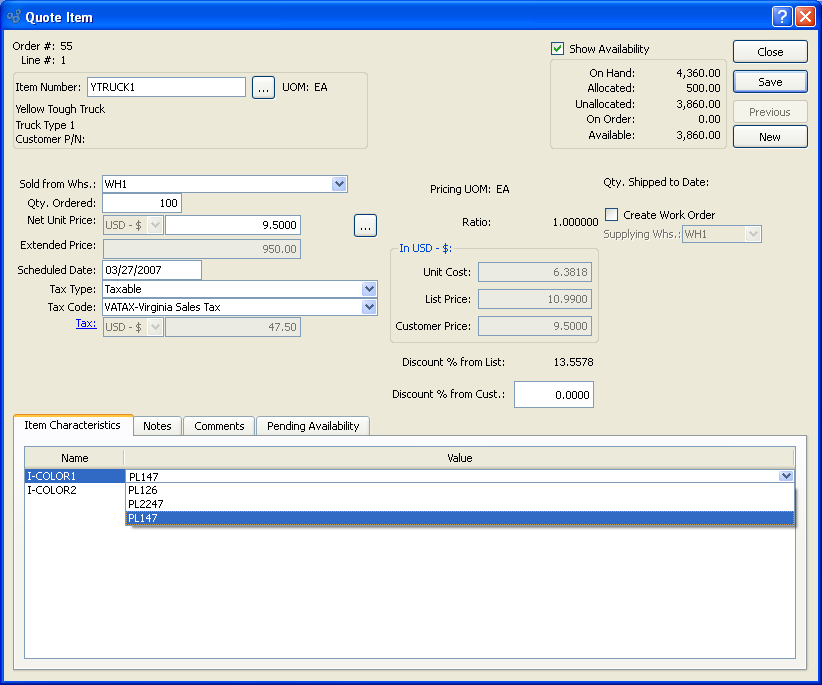 Quote Item
Order #: 55
Line #: 1
Item Number: YTRUCK1 ... UOM: EA
Yellow Tough Truck
Truck Type 1
Customer P/N:
Show Availability
On Hand: 4,360.00
Allocated: 500.00
Unallocated: 3,860.00
On Order: 0.00
Available: 3,860.00
Close
Save
Previous
New
Sold from Whs.: WH1
Qty. Ordered: 100
Net Unit Price: USD - $ 9.5000 ...
Extended Price: 950.00
Scheduled Date: 03/27/2007
Tax Type: Taxable
Tax Code: VATAX-Virginia Sales Tax
Tax: USD - $ 47.50
Pricing UOM: EA
Ratio: 1.000000
In USD - $:
Unit Cost: 6.3818
List Price: 10.9900
Customer Price: 9.5000
Discount % from List: 13.5578
Discount % from Cust.: 0.0000
Qty. Shipped to Date:
Create Work Order
Supplying Whs.: WH1
Item Characteristics Notes Comments Pending Availability
Name Value
I-COLOR1 PL147
I-COLOR2 PL126
PL2247
PL147